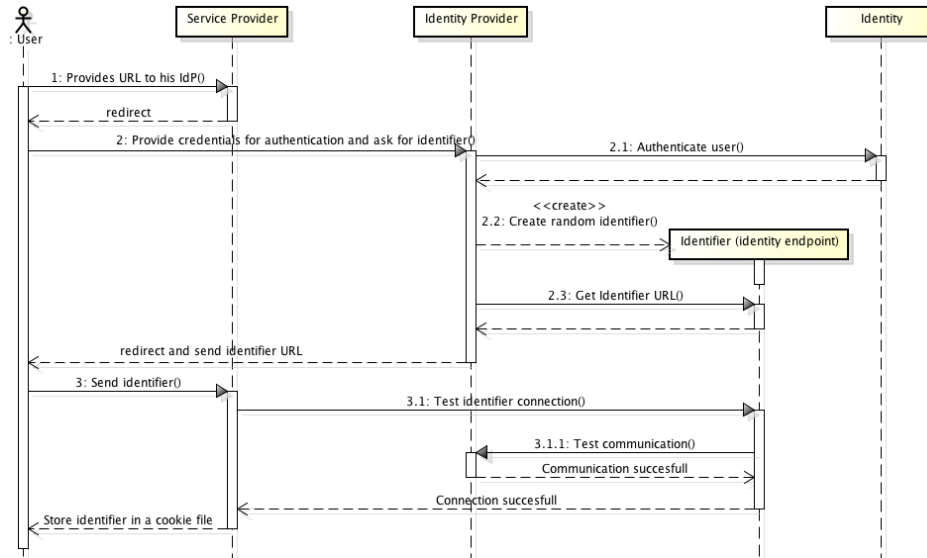 Service Provider
Identity Provider
Identity
: User
1: Provides URL to his IdP()
redirect
2: Provide credentials for authentication and ask for identifier()
2.1: Authenticate user()
<<create>>
2.2: Create random identifier()
Identifier (identity endpoint)
2.3: Get Identifier URL()
redirect and send identifier URL
3: Send identifier()
3.1: Test identifier connection()
3.1.1: Test communication()
Communication succesfull
Connection succesfull
Store identifier in a cookie file